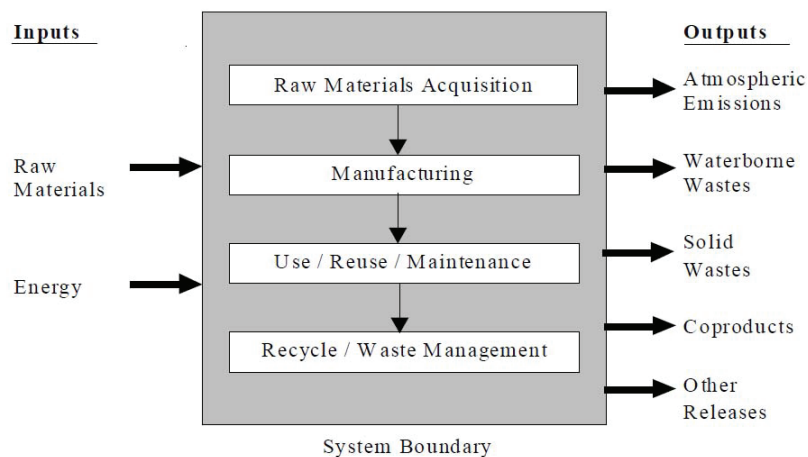 Inputs
Outputs
Raw Materials Acquisition
Atmospheric
Emissions
Raw
Materials
Manufacturing
Waterborne
Wastes
Use / Reuse / Maintenance
Solid
Wastes
Energy
Recycle / Waste Management
Coproducts
Other
Releases
System Boundary